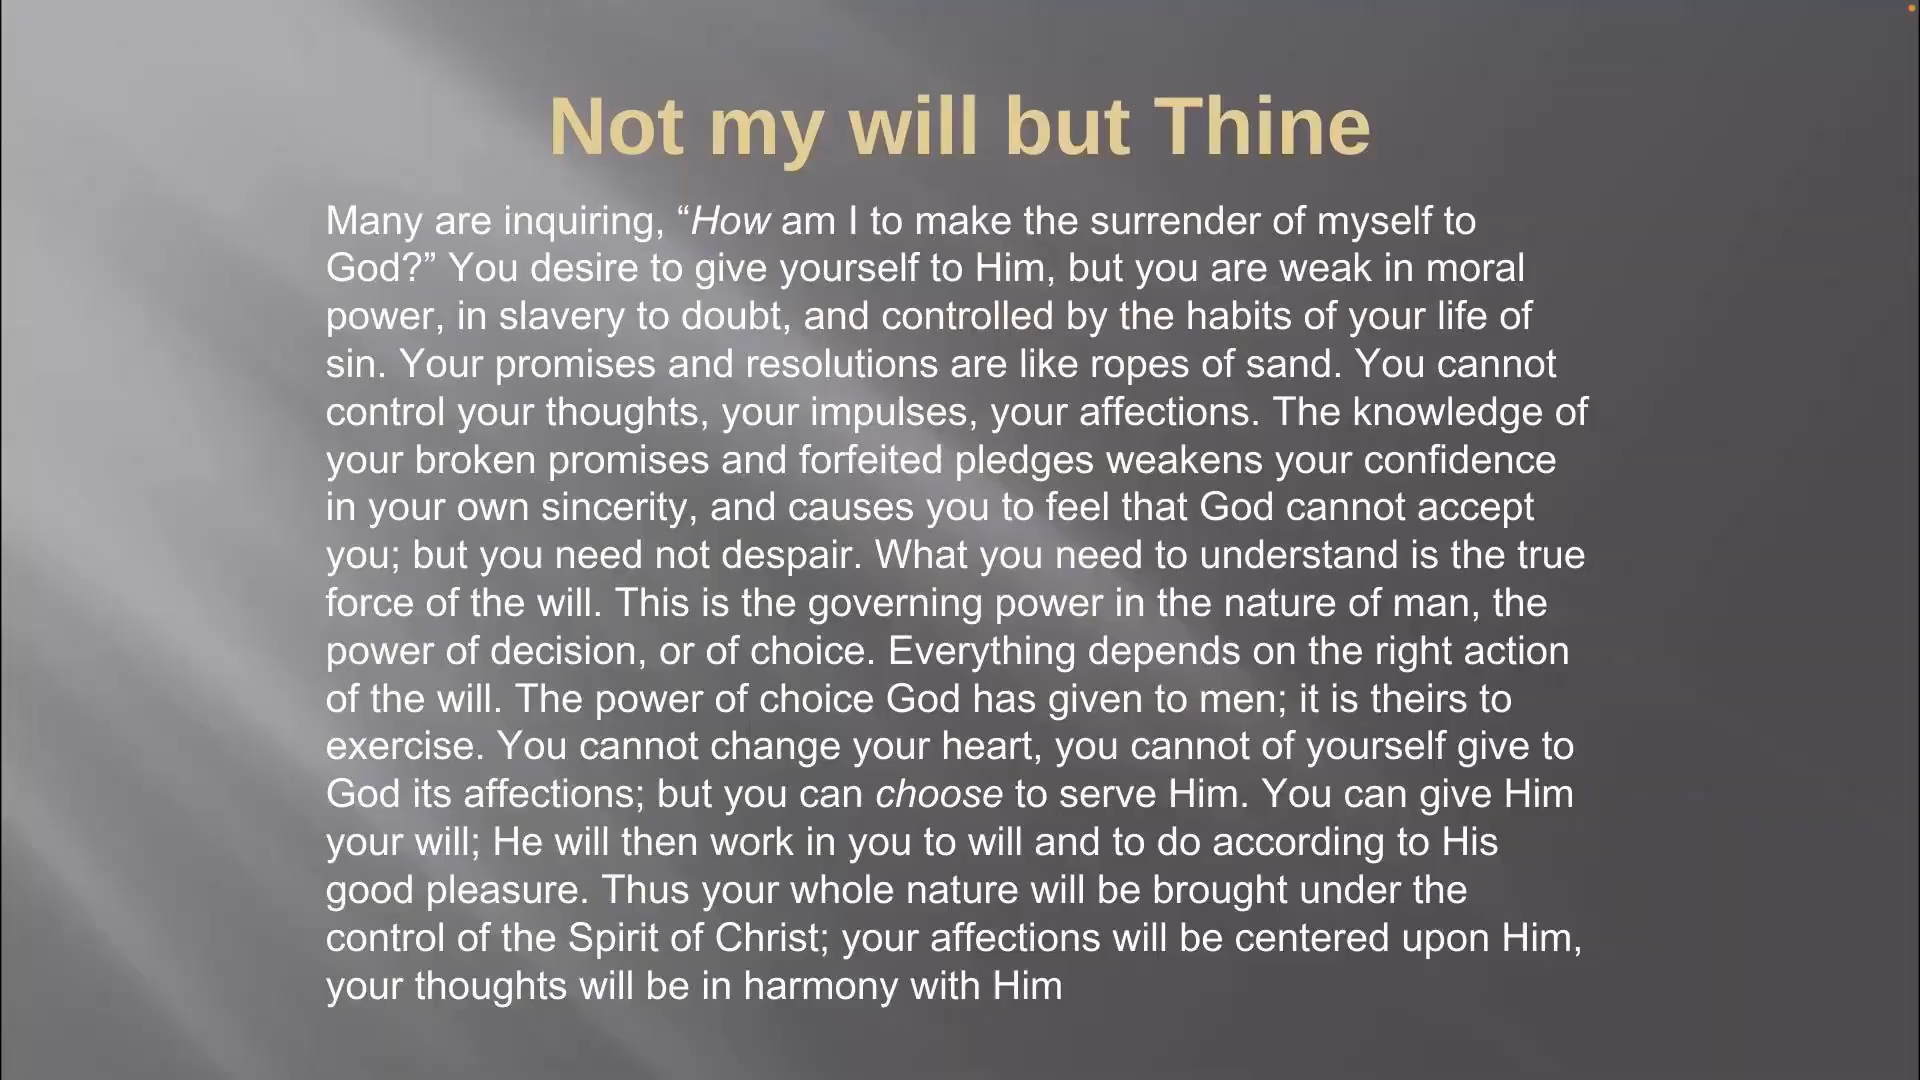 Not my will but Thine
Many are inquiring, “How am I to make the surrender of myself to
God?” You desire to give yourself to Him, but you are weak in moral
power, in slavery to doubt, and controlled by the habits of your life of
sin. Your promises and resolutions are like ropes of sand. You cannot
control your thoughts, your impulses, your affections. The knowledge of
your broken promises and forfeited pledges weakens your confidence
in your own sincerity, and causes you to feel that God cannot accept
you; but you need not despair. What you need to understand is the true
force of the will. This is the governing power in the nature of man, the
power of decision, or of choice. Everything depends on the right action
of the will. The power of choice God has given to men; it is theirs to
exercise. You cannot change your heart, you cannot of yourself give to
God its affections; but you can choose to serve Him. You can give Him
your will; He will then work in you to will and to do according to His
good pleasure. Thus your whole nature will be brought under the
control of the Spirit of Christ; your affections will be centered upon Him,
your thoughts will be in harmony with Him